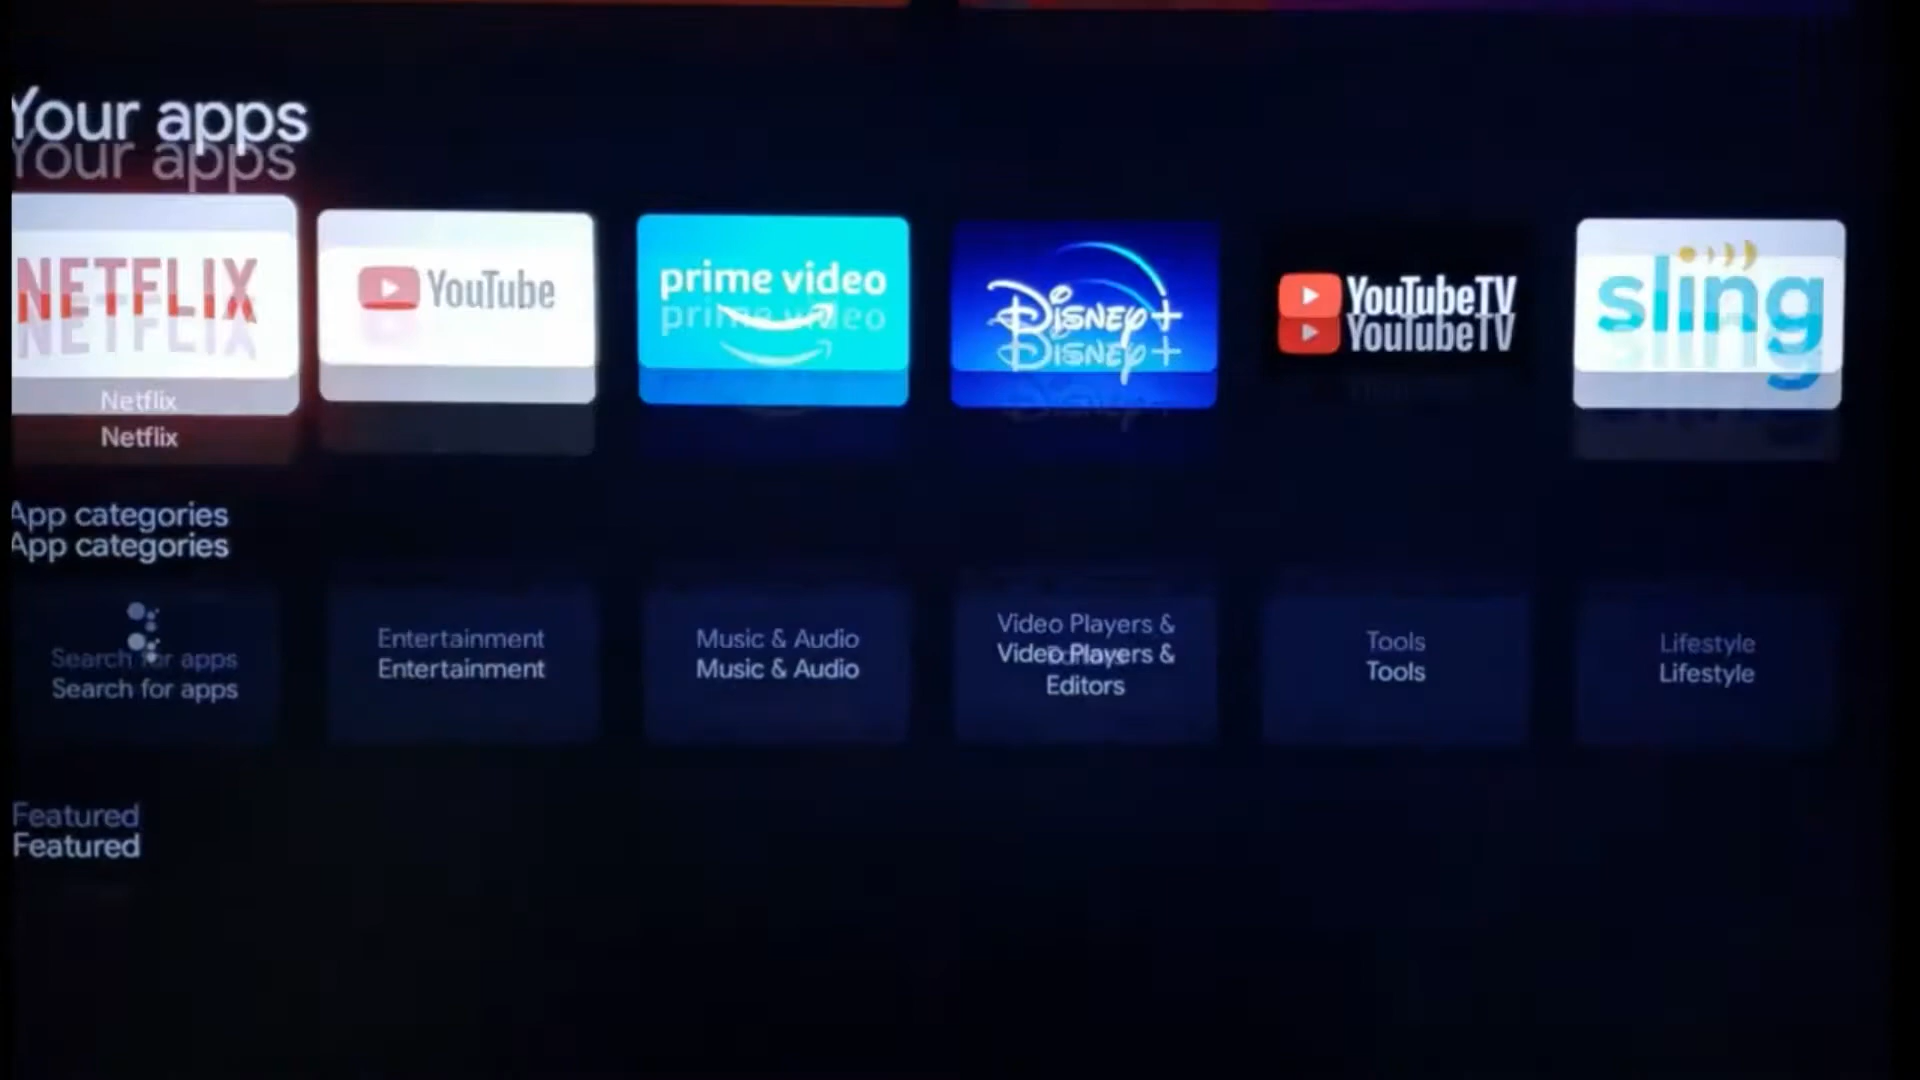 Your apps
Your apps
NETFLIX
NETFLIX
YouTube
prime video
prime video
Disney+
Disney+
YouTubeTV
YouTubeTV
sling
Netflix
Netflix
App categories
App categories
Search for apps
Search for apps
Entertainment
Entertainment
Music & Audio
Music & Audio
Video Players &
Video Players &
Editors
Tools
Tools
Lifestyle
Lifestyle
Featured
Featured